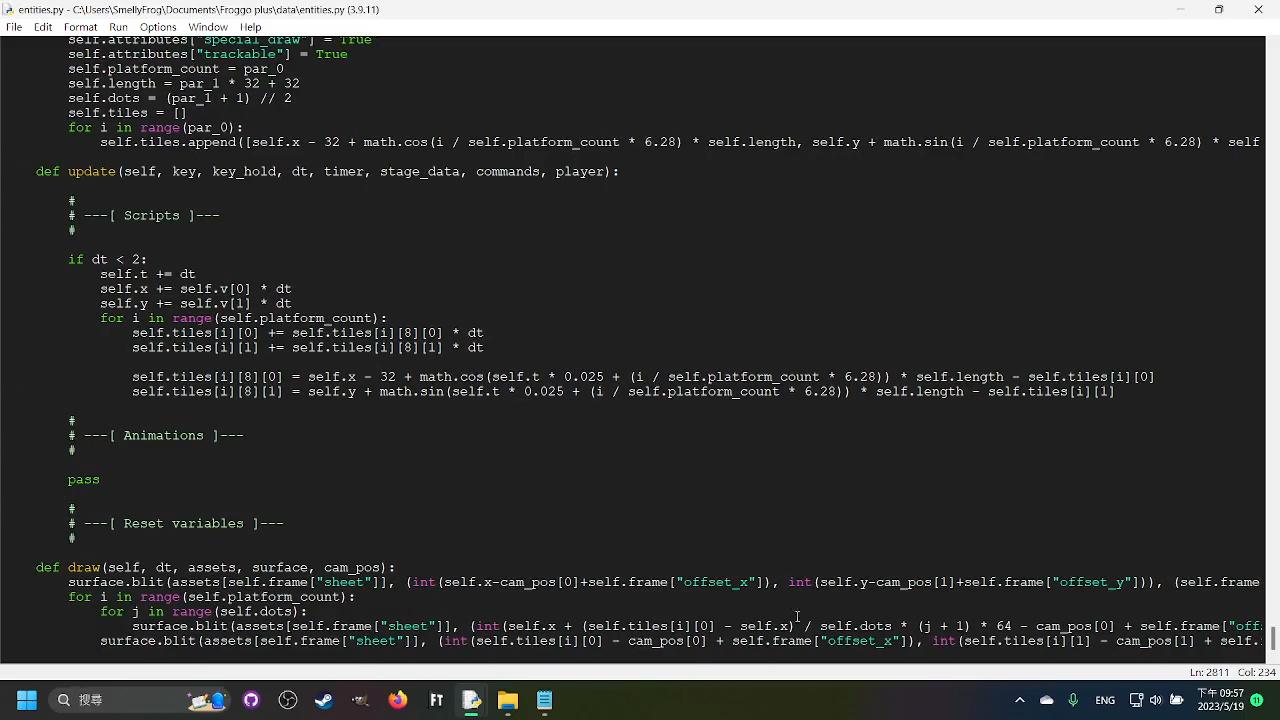 entities.py - C:\Users\SmellyFrog\Documents\Froggo plus\data\entities.py (3.9.11)
File Edit Format Run Options Window Help
self.attributes["special_draw"] = True
self.attributes["trackable"] = True
self.platform_count = par_0
self.length = par_1 * 32 + 32
self.dots = (par_1 + 1) // 2
self.tiles = []
for i in range(par_0):
self.tiles.append([self.x - 32 + math.cos(i / self.platform_count * 6.28) * self.length, self.y + math.sin(i / self.platform_count * 6.28) * self
def update(self, key, key_hold, dt, timer, stage_data, commands, player):
#
# ---[ Scripts ]---
#
if dt < 2:
self.t += dt
self.x += self.v[0] * dt
self.y += self.v[1] * dt
for i in range(self.platform_count):
self.tiles[i][0] += self.tiles[i][8][0] * dt
self.tiles[i][1] += self.tiles[i][8][1] * dt
self.tiles[i][8][0] = self.x - 32 + math.cos(self.t * 0.025 + (i / self.platform_count * 6.28)) * self.length - self.tiles[i][0]
self.tiles[i][8][1] = self.y + math.sin(self.t * 0.025 + (i / self.platform_count * 6.28)) * self.length - self.tiles[i][1]
#
# ---[ Animations ]---
#
pass
#
# ---[ Reset variables ]---
#
def draw(self, dt, assets, surface, cam_pos):
surface.blit(assets[self.frame["sheet"]], (int(self.x-cam_pos[0]+self.frame["offset_x"]), int(self.y-cam_pos[1]+self.frame["offset_y"])), (self.frame
for i in range(self.platform_count):
for j in range(self.dots):
surface.blit(assets[self.frame["sheet"]], (int(self.x + (self.tiles[i][0] - self.x) / self.dots * (j + 1) * 64 - cam_pos[0] + self.frame["off
surface.blit(assets[self.frame["sheet"]], (int(self.tiles[i][0] - cam_pos[0] + self.frame["offset_x"]), int(self.tiles[i][1] - cam_pos[1] + self.
Ln: 2811 Col: 234
搜尋
FT
ENG
下午 09:57
2023/5/19
11